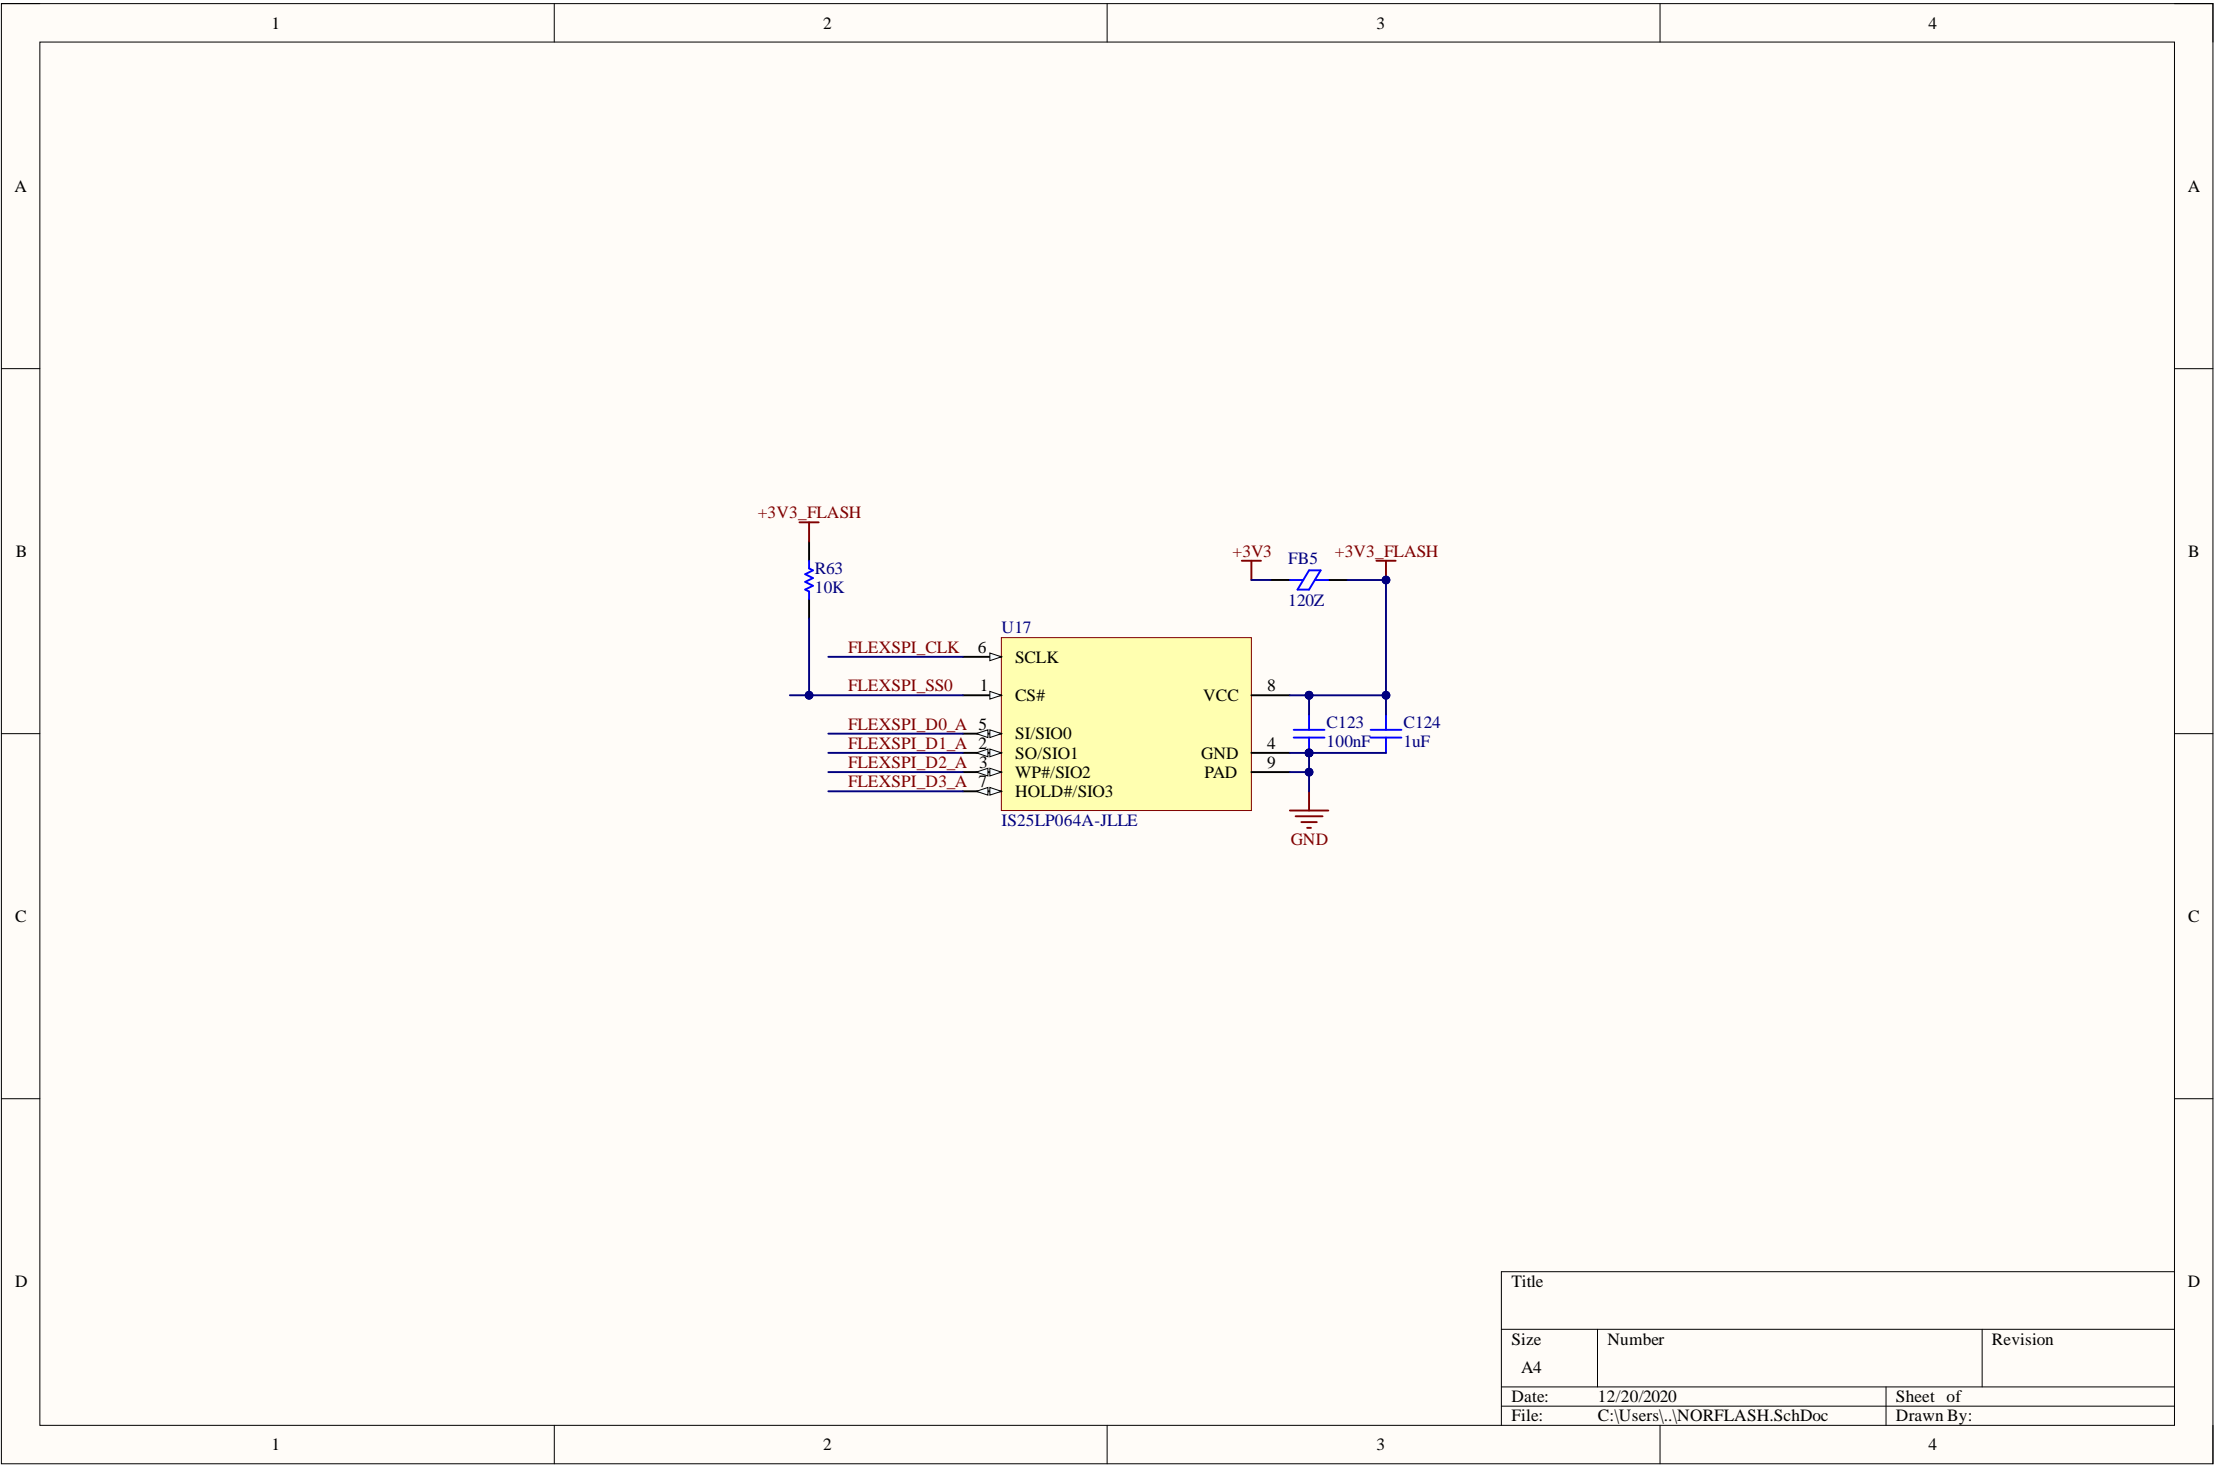 1 2 3 4
A A
+3V3_FLASH
R63
10K
B B
+3V3 FB5 +3V3_FLASH
120Z
U17
FLEXSPI_CLK 6 SCLK
FLEXSPI_SS0 1 CS# VCC 8
FLEXSPI_D0_A 5 SI/SIO0
FLEXSPI_D1_A 2 SO/SIO1 GND 4
FLEXSPI_D2_A 3 WP#/SIO2 PAD 9
FLEXSPI_D3_A 7 HOLD#/SIO3
C123
100nF
C124
1uF
IS25LP064A-JLLE
GND
C C
D D
Title
Size Number Revision
A4
Date: 12/20/2020 Sheet of
File: C:\Users\..\NORFLASH.SchDoc Drawn By:
1 2 3 4